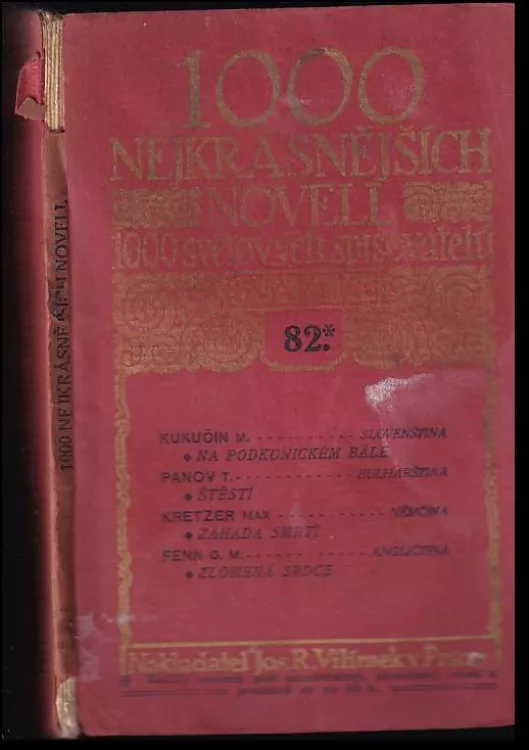 1000
NEJKRÁSNĚJŠÍCH
NOVELL
1000 světových spisovatelů
82.*
KUKUČIN M. - - - - - - - - - - - SLOVENŠTINA
◆ NA PODKONICKÉM BÁLE
PANOV T. - - - - - - - - - - - - BULHARŠTINA
◆ ŠTĚSTÍ
KRETZER MAX - - - - - - - - - - - NĚMČINA
◆ ZÁHADA SMRTI
FENN G. M. - - - - - - - - - - - ANGLIČTINA
◆ ZLOMENÁ SRDCE
Nakladatel Jos. R. Vilímek v Praze
1000 NEJKRÁSNĚJŠÍCH NOVELL